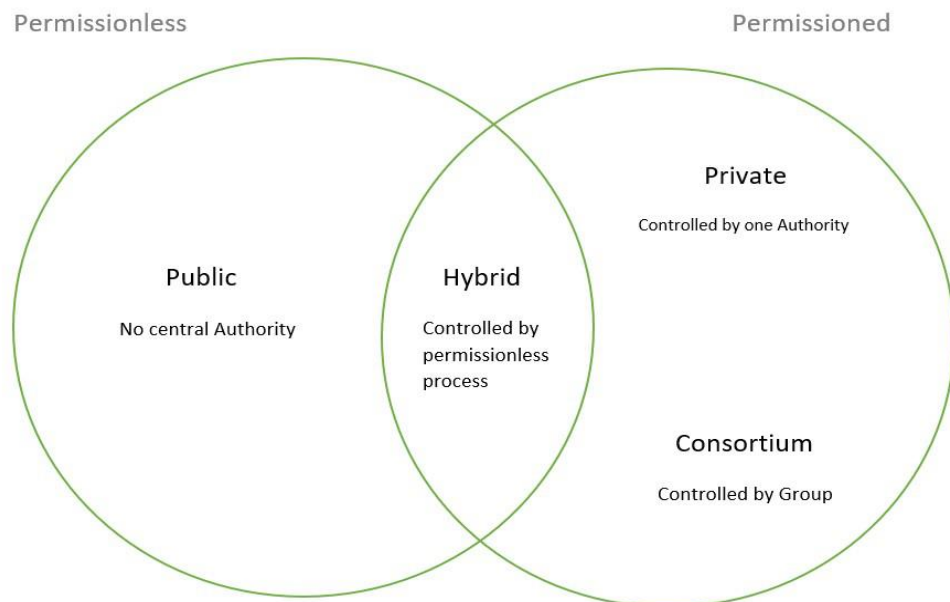 Permissionless
Permissioned
Public
No central Authority
Hybrid
Controlled by
permissionless
process
Private
Controlled by one Authority
Consortium
Controlled by Group